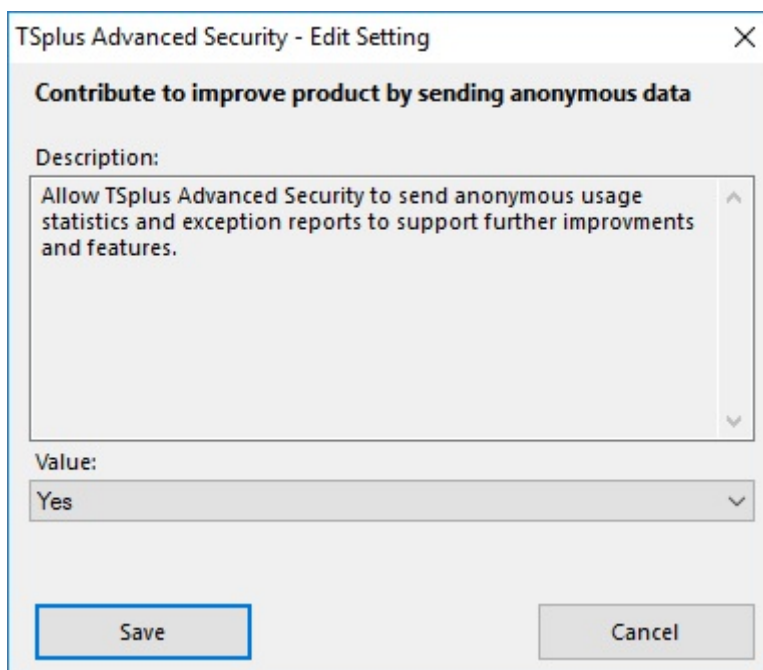 TSplus Advanced Security - Edit Setting
Contribute to improve product by sending anonymous data
Description:
Allow TSplus Advanced Security to send anonymous usage
statistics and exception reports to support further improvments
and features.
Value:
Yes
Save
Cancel